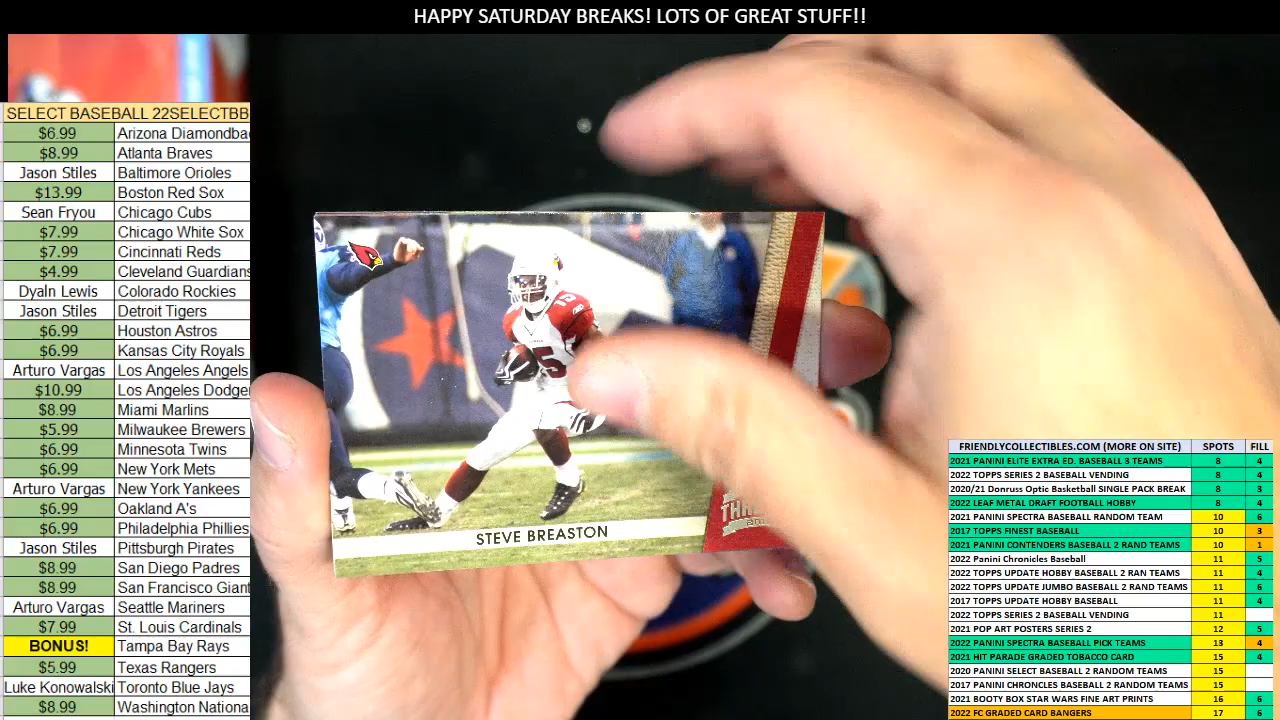 HAPPY SATURDAY BREAKS! LOTS OF GREAT STUFF!!
SELECT BASEBALL 22SELECTBB
$6.99 Arizona Diamondba
$8.99 Atlanta Braves
Jason Stiles Baltimore Orioles
$13.99 Boston Red Sox
Sean Fryou Chicago Cubs
$7.99 Chicago White Sox
$7.99 Cincinnati Reds
$4.99 Cleveland Guardians
Dyaln Lewis Colorado Rockies
Jason Stiles Detroit Tigers
$6.99 Houston Astros
$6.99 Kansas City Royals
Arturo Vargas Los Angeles Angels
$10.99 Los Angeles Dodge
$8.99 Miami Marlins
$5.99 Milwaukee Brewers
$6.99 Minnesota Twins
$6.99 New York Mets
Arturo Vargas New York Yankees
$6.99 Oakland A's
$6.99 Philadelphia Phillies
Jason Stiles Pittsburgh Pirates
$8.99 San Diego Padres
$8.99 San Francisco Giant
Arturo Vargas Seattle Mariners
$7.99 St. Louis Cardinals
BONUS! Tampa Bay Rays
$5.99 Texas Rangers
Luke Konowalski Toronto Blue Jays
$8.99 Washington Nationa
15
5
STEVE BREASTON
THR
FRIENDLYCOLLECTIBLES.COM (MORE ON SITE) SPOTS FILL
2021 PANINI ELITE EXTRA ED. BASEBALL 3 TEAMS 8 4
2022 TOPPS SERIES 2 BASEBALL VENDING 8 4
2020/21 Donruss Optic Basketball SINGLE PACK BREAK 8 3
2022 LEAF METAL DRAFT FOOTBALL HOBBY 8 4
2021 PANINI SPECTRA BASEBALL RANDOM TEAM 10 6
2017 TOPPS FINEST BASEBALL 10 3
2021 PANINI CONTENDERS BASEBALL 2 RAND TEAMS 10 1
2022 Panini Chronicles Baseball 11 5
2022 TOPPS UPDATE HOBBY BASEBALL 2 RAN TEAMS 11 4
2022 TOPPS UPDATE JUMBO BASEBALL 2 RAND TEAMS 11 6
2017 TOPPS UPDATE HOBBY BASEBALL 11 4
2022 TOPPS SERIES 2 BASEBALL VENDING 11
2021 POP ART POSTERS SERIES 2 12 5
2022 PANINI SPECTRA BASEBALL PICK TEAMS 13 4
2021 HIT PARADE GRADED TOBACCO CARD 15 4
2020 PANINI SELECT BASEBALL 2 RANDOM TEAMS 15
2017 PANINI CHRONCLES BASEBALL 2 RANDOM TEAMS 15
2021 BOOTY BOX STAR WARS FINE ART PRINTS 16 6
2022 FC GRADED CARD BANGERS 17 6